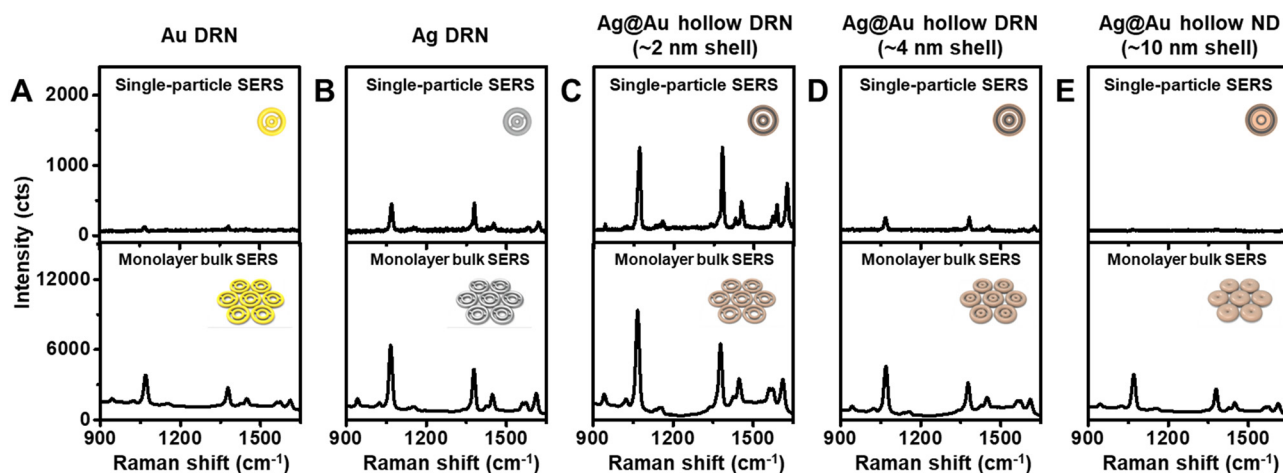 Au DRN
Ag DRN
Ag@Au hollow DRN
(~2 nm shell)
Ag@Au hollow DRN
(~4 nm shell)
Ag@Au hollow ND
(~10 nm shell)
A
Single-particle SERS
B
Single-particle SERS
C
Single-particle SERS
D
Single-particle SERS
E
Single-particle SERS
2000
1000
0
Intensity (cts)
Monolayer bulk SERS
Monolayer bulk SERS
Monolayer bulk SERS
Monolayer bulk SERS
Monolayer bulk SERS
12000
6000
0
900 1200 1500
900 1200 1500
900 1200 1500
900 1200 1500
900 1200 1500
Raman shift (cm⁻¹)
Raman shift (cm⁻¹)
Raman shift (cm⁻¹)
Raman shift (cm⁻¹)
Raman shift (cm⁻¹)